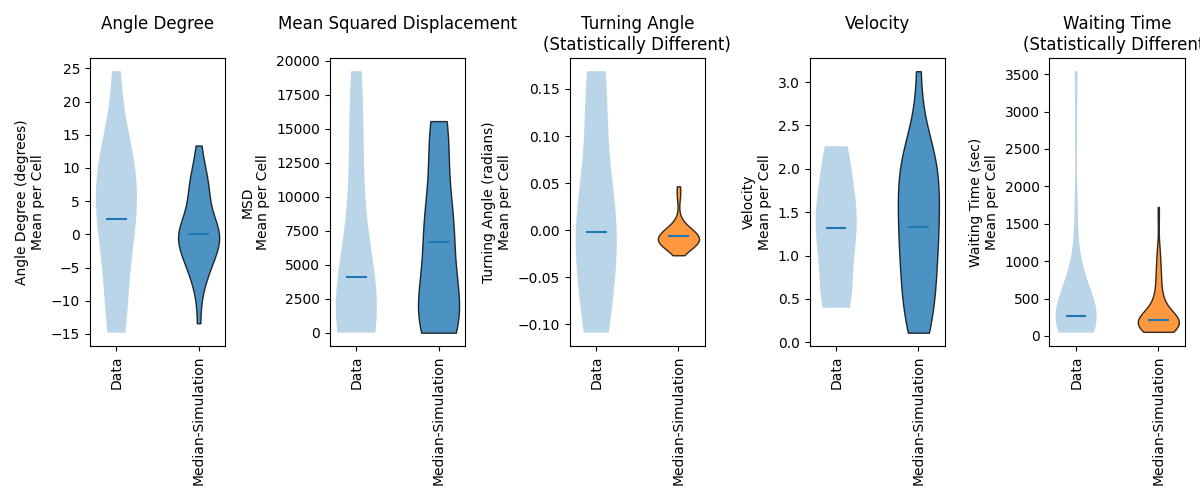 Angle Degree
Angle Degree (degrees)
Mean per Cell
25
20
15
10
5
0
−5
−10
−15
Data
Median-Simulation
Mean Squared Displacement
MSD
Mean per Cell
20000
17500
15000
12500
10000
7500
5000
2500
0
Data
Median-Simulation
Turning Angle
(Statistically Different)
Turning Angle (radians)
Mean per Cell
0.15
0.10
0.05
0.00
−0.05
−0.10
Data
Median-Simulation
Velocity
Velocity
Mean per Cell
3.0
2.5
2.0
1.5
1.0
0.5
0.0
Data
Median-Simulation
Waiting Time
(Statistically Different
Waiting Time (sec)
Mean per Cell
3500
3000
2500
2000
1500
1000
500
0
Data
Median-Simulation